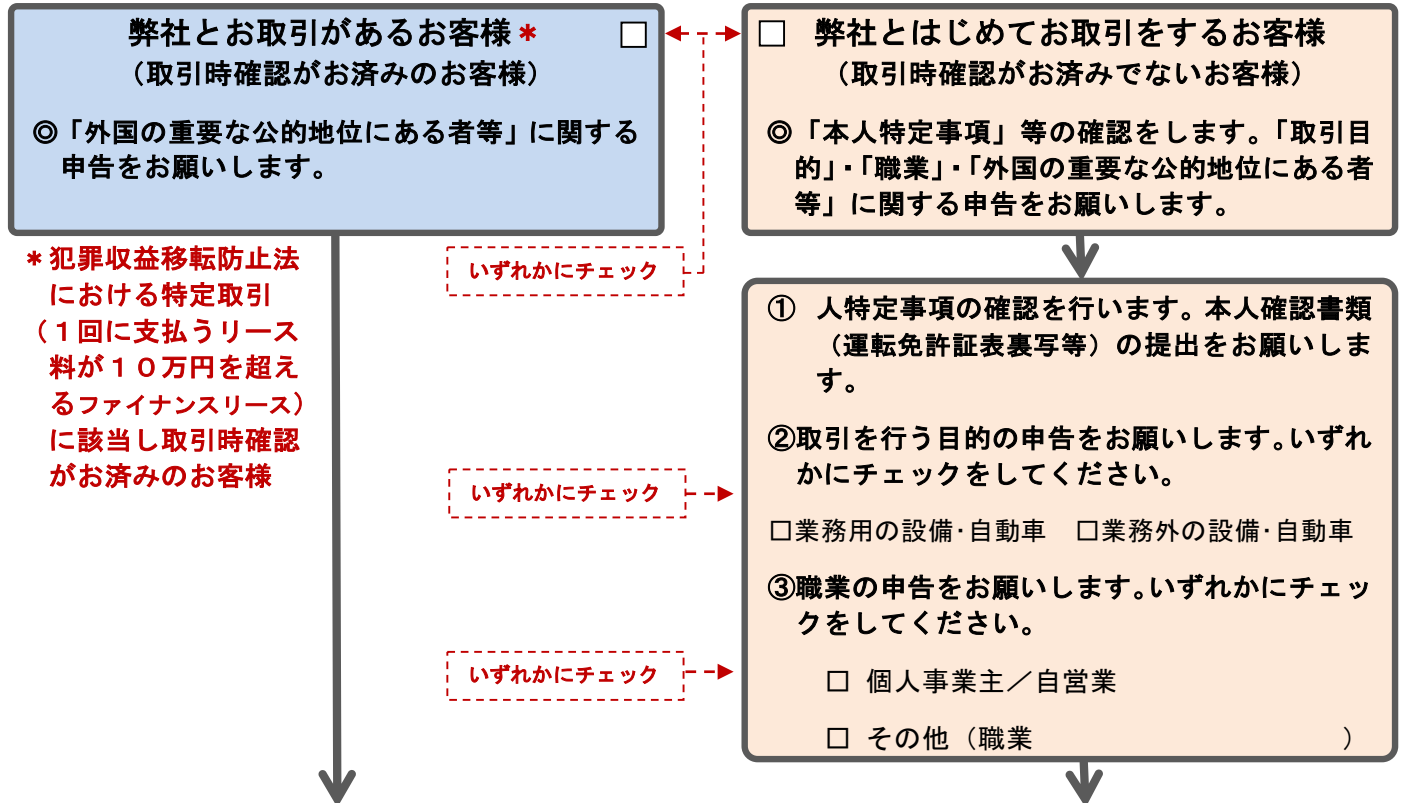 弊社とお取引があるお客様* □
(取引時確認がお済みのお客様)
◎「外国の重要な公的地位にある者等」に関する
申告をお願いします。
□ 弊社とはじめてお取引をするお客様
(取引時確認がお済みでないお客様)
◎「本人特定事項」等の確認をします。「取引目
的」・「職業」・「外国の重要な公的地位にある者
等」に関する申告をお願いします。
*犯罪収益移転防止法
における特定取引
(1回に支払うリース
料が10万円を超え
るファイナンスリース)
に該当し取引時確認
がお済みのお客様
いずれかにチェック
① 人特定事項の確認を行います。本人確認書類
(運転免許証表裏写等)の提出をお願いしま
す。
②取引を行う目的の申告をお願いします。いずれ
かにチェックをしてください。
いずれかにチェック
□業務用の設備・自動車 □業務外の設備・自動車
③職業の申告をお願いします。いずれかにチェッ
クをしてください。
いずれかにチェック
□ 個人事業主/自営業
□ その他(職業 )